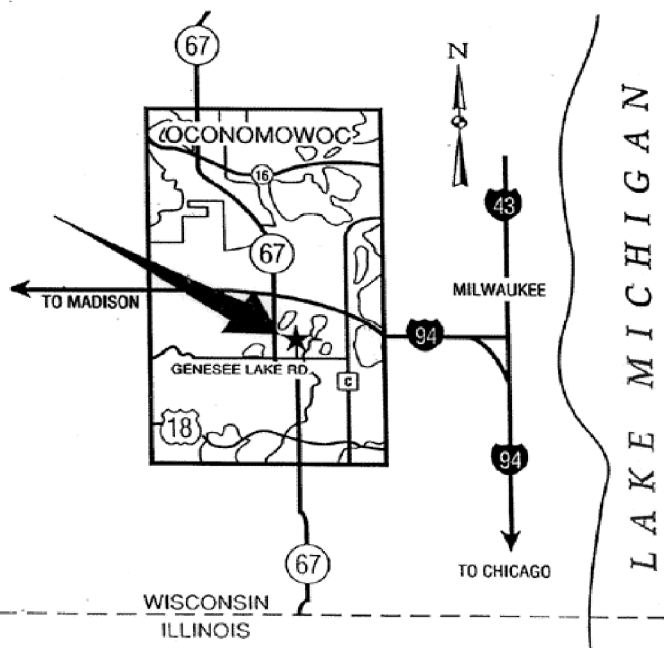 67
N
OCONOMOWOC
16
43
67
TO MADISON
MILWAUKEE
94
GENESEE LAKE RD.
C
18
94
67
TO CHICAGO
WISCONSIN
ILLINOIS
LAKE MICHIGAN